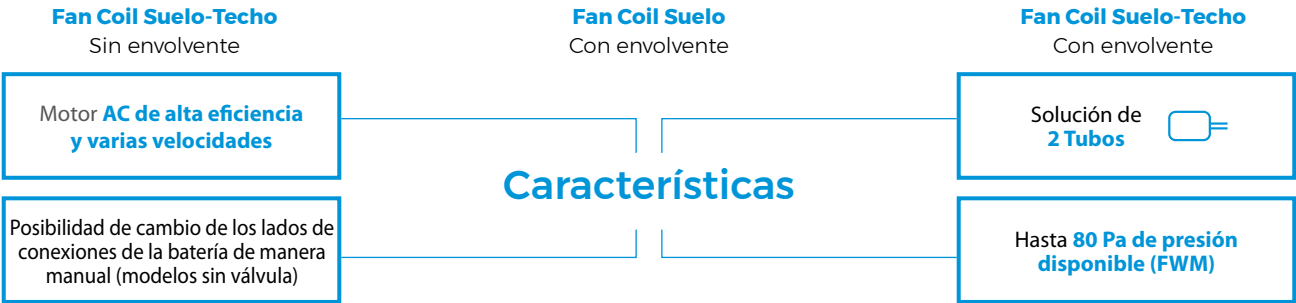 Fan Coil Suelo-Techo
Sin envolvente
Fan Coil Suelo
Con envolvente
Fan Coil Suelo-Techo
Con envolvente
Motor AC de alta eficiencia
y varias velocidades
Solución de
2 Tubos
Características
Posibilidad de cambio de los lados de
conexiones de la batería de manera
manual (modelos sin válvula)
Hasta 80 Pa de presión
disponible (FWM)